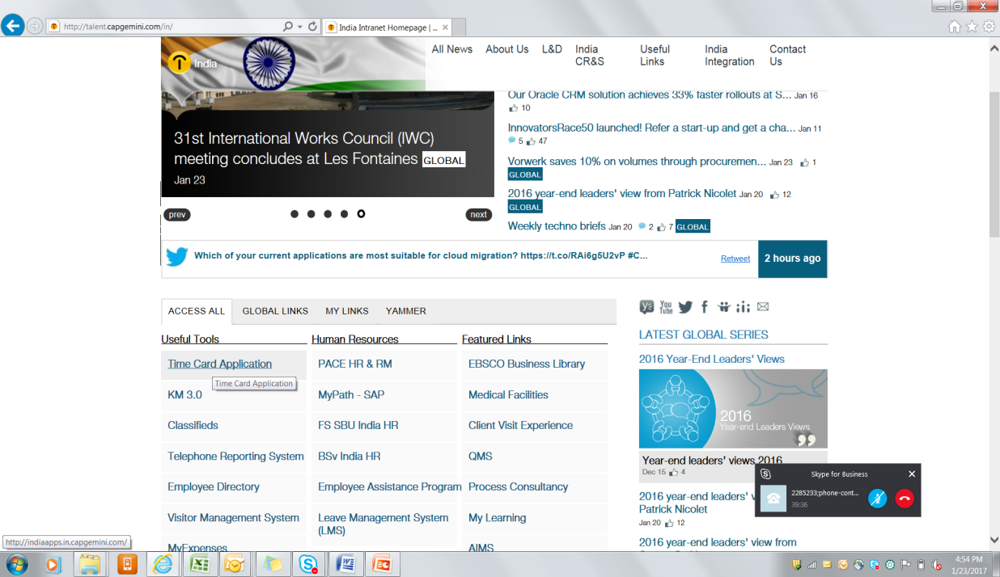 http://talent.capgemini.com/in/
India Intranet Homepage | ...
India
All News
About Us
L&D
India
CR&S
Useful
Links
India
Integration
Contact
Us
31st International Works Council (IWC)
meeting concludes at Les Fontaines GLOBAL
Jan 23
prev
next
Our Oracle CRM solution achieves 33% faster rollouts at S... Jan 16
10
InnovatorsRace50 launched! Refer a start-up and get a cha... Jan 11
5 47
Vorwerk saves 10% on volumes through procuremen... Jan 23 1
GLOBAL
2016 year-end leaders' view from Patrick Nicolet Jan 20 12
GLOBAL
Weekly techno briefs Jan 20 2 7 GLOBAL
Which of your current applications are most suitable for cloud migration? https://t.co/RAi6g5U2vP #C...
Retweet
2 hours ago
ACCESS ALL
GLOBAL LINKS
MY LINKS
YAMMER
Useful Tools
Time Card Application
Time Card Application
KM 3.0
Classifieds
Telephone Reporting System
Employee Directory
Visitor Management System
MyExpenses
Human Resources
PACE HR & RM
MyPath - SAP
FS SBU India HR
BSv India HR
Employee Assistance Program
Leave Management System
(LMS)
Featured Links
EBSCO Business Library
Medical Facilities
Client Visit Experience
QMS
Process Consultancy
My Learning
AIMS
You
Tube
LATEST GLOBAL SERIES
2016 Year-End Leaders' Views
2016
Year-end Leaders Views
Year-end leaders' views 2016
Dec 15 4
2016 year-end leaders' v
Patrick Nicolet
Jan 20 12
2016 year-end leaders' view from
Skype for Business
2285233;phone-cont...
39:36
http://indiaapps.in.capgemini.com/
4:54 PM
1/23/2017